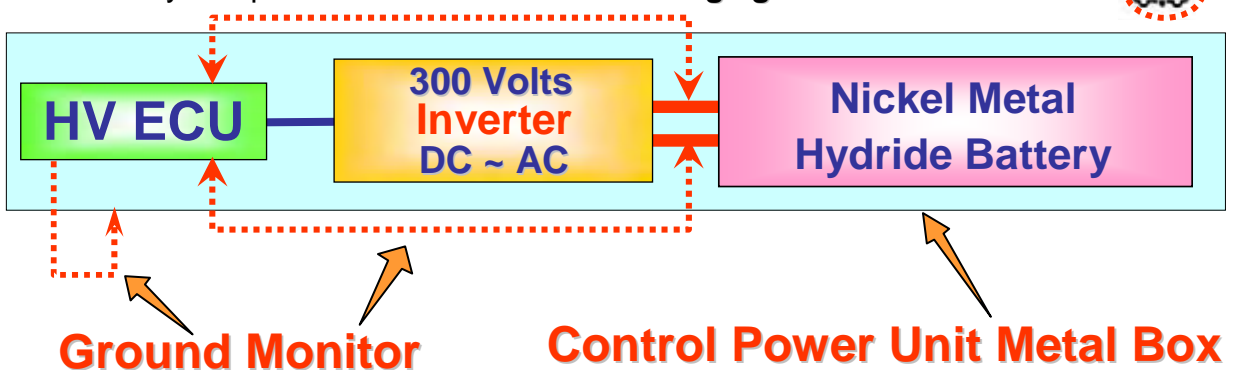 HV ECU
300 Volts
Inverter
DC ~ AC
Nickel Metal
Hydride Battery
Ground Monitor
Control Power Unit Metal Box